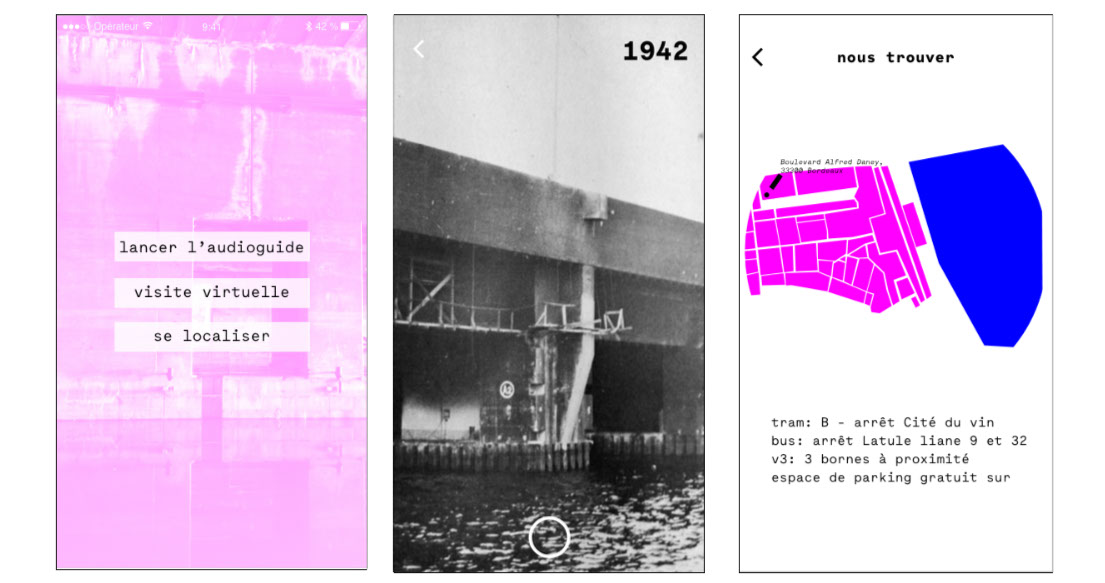 Opérateur 9:41 42 %
lancer l'audioguide
visite virtuelle
se localiser
1942
nous trouver
Boulevard Alfred Daney,
33300 Bordeaux
tram: B - arrêt Cité du vin
bus: arrêt Latule liane 9 et 32
v3: 3 bornes à proximité
espace de parking gratuit sur